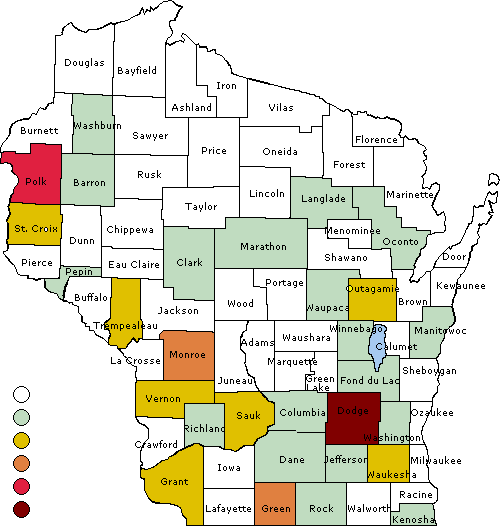 Douglas
Bayfield
Iron
Ashland
Vilas
Burnett
Washburn
Sawyer
Price
Oneida
Florence
Forest
Polk
Barron
Rusk
Lincoln
Langlade
Marinette
Taylor
St. Croix
Dunn
Chippewa
Marathon
Menominee
Oconto
Door
Pierce
Pepin
Eau Claire
Clark
Shawano
Buffalo
Trempealeau
Jackson
Wood
Portage
Waupaca
Outagamie
Brown
Kewaunee
Winnebago
Manitowoc
Calumet
La Crosse
Monroe
Adams
Waushara
Marquette
Green
Lake
Juneau
Fond du Lac
Sheboygan
Vernon
Sauk
Columbia
Dodge
Ozaukee
Washington
Richland
Crawford
Dane
Jefferson
Waukesha
Milwaukee
Iowa
Grant
Lafayette
Green
Rock
Walworth
Racine
Kenosha